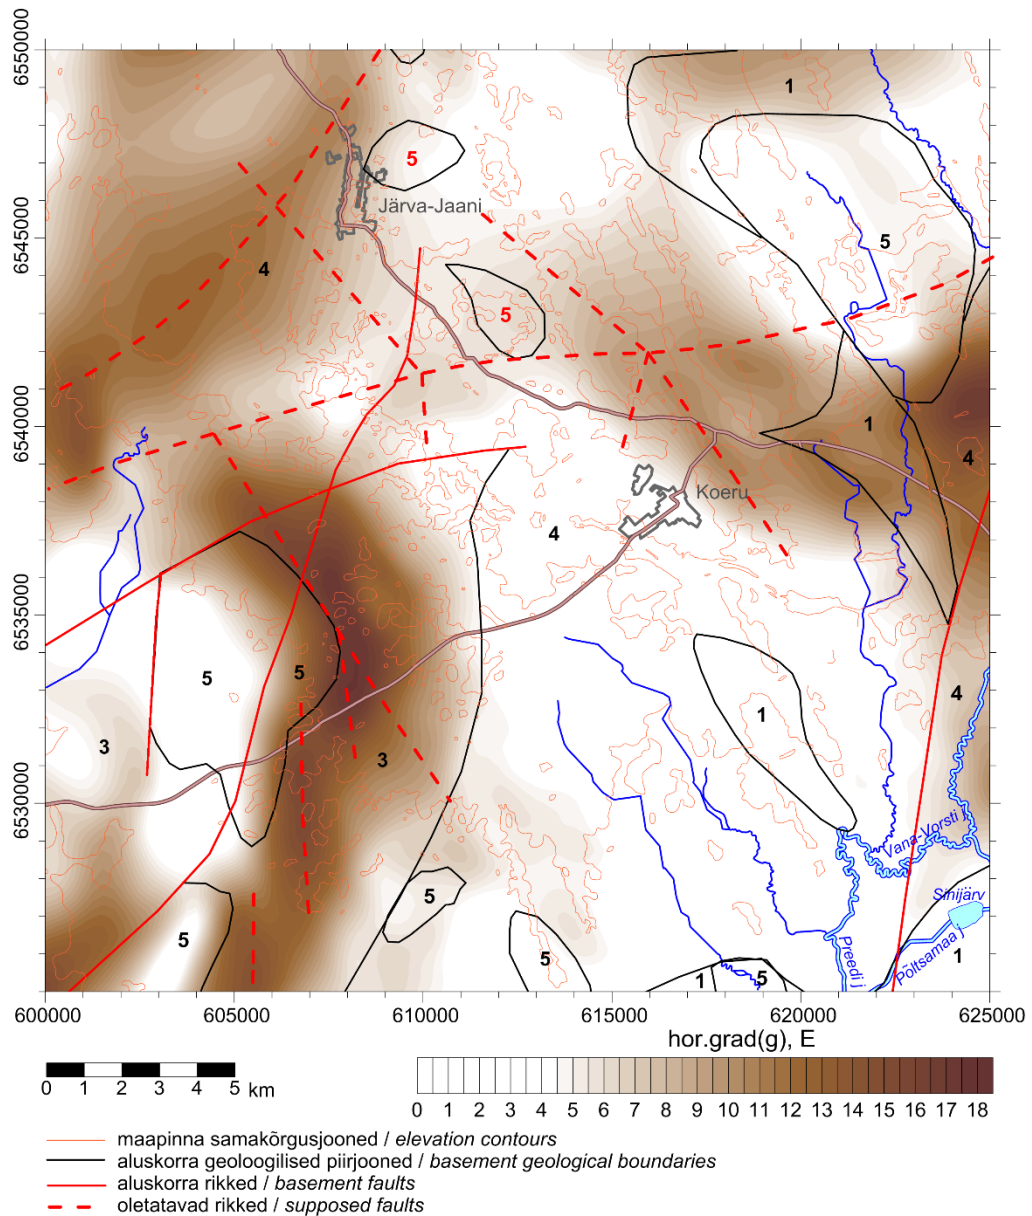 6550000
1
5
Järva-Jaani
6545000
5
4
5
1
6540000
4
Koeru
4
6535000
5
5
4
1
3
3
6530000
Vana-Vorsti j
5
Sinijärv
5
5
Preedi j
Põltsamaa j
1
1
5
600000 605000 610000 615000 620000 625000
hor.grad(g), E
0 1 2 3 4 5 km
0 1 2 3 4 5 6 7 8 9 10 11 12 13 14 15 16 17 18
maapinna samakõrgusjooned / elevation contours
aluskorra geoloogilised piirjooned / basement geological boundaries
aluskorra rikked / basement faults
oletatavad rikked / supposed faults